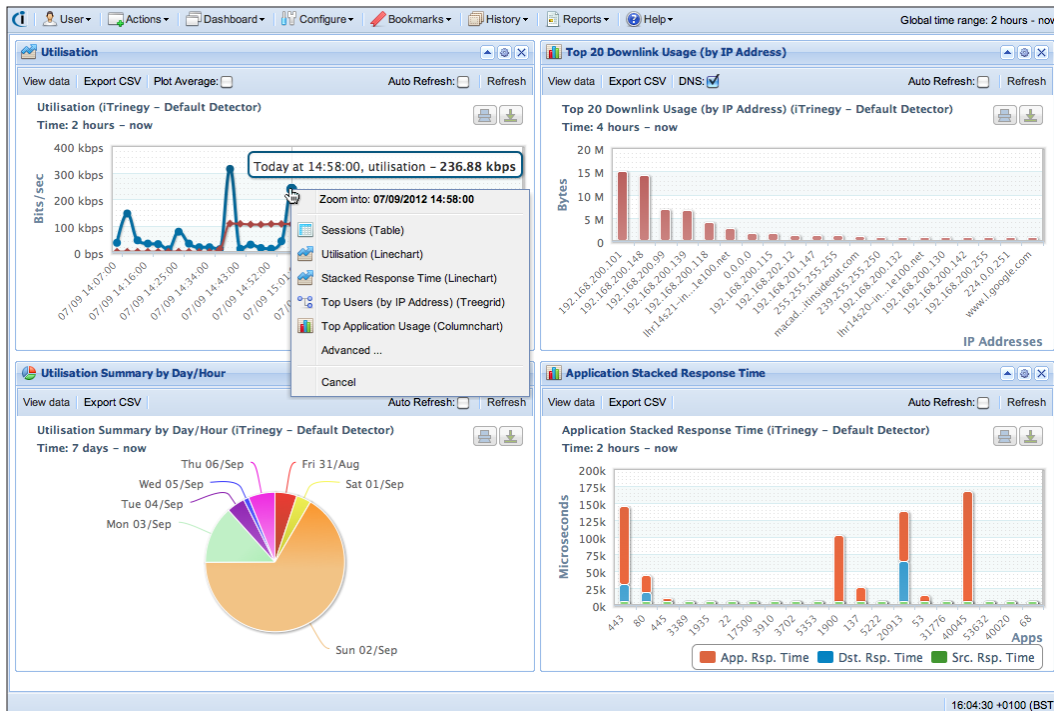 User Actions Dashboard Configure Bookmarks History Reports Help Global time range: 2 hours - now
Utilisation
View data Export CSV Plot Average: Auto Refresh: Refresh
Utilisation (iTrinegy - Default Detector)
Time: 2 hours - now
400 kbps
300 kbps
200 kbps
100 kbps
0 bps
Bits/sec
Today at 14:58:00, utilisation - 236.88 kbps
07/09 14:07:00
07/09 14:16:00
07/09 14:25:00
07/09 14:34:00
07/09 14:43:00
07/09 14:52:00
07/09 15:01:
Zoom into: 07/09/2012 14:58:00
Sessions (Table)
Utilisation (Linechart)
Stacked Response Time (Linechart)
Top Users (by IP Address) (Treegrid)
Top Application Usage (Columnchart)
Advanced ...
Cancel
Top 20 Downlink Usage (by IP Address)
View data Export CSV DNS: Auto Refresh: Refresh
Top 20 Downlink Usage (by IP Address) (iTrinegy - Default Detector)
Time: 4 hours - now
20 M
15 M
10 M
5 M
0
Bytes
192.168.200.101
192.168.200.148
192.168.200.99
192.168.200.139
192.168.200.118
lhr14s21-in...1e100.net
0.0.0.0
192.168.200.115
192.168.202.12
192.168.201.147
255.255.255.255
macad...itinsideout.com
239.255.255.250
192.168.200.132
lhr14s20-in...1e100.net
192.168.200.130
192.168.200.142
192.168.200.255
224.0.0.251
www.l.google.com
IP Addresses
Utilisation Summary by Day/Hour
View data Export CSV Auto Refresh: Refresh
Utilisation Summary by Day/Hour (iTrinegy - Default Detector)
Time: 7 days - now
Thu 06/Sep
Fri 31/Aug
Wed 05/Sep
Sat 01/Sep
Tue 04/Sep
Mon 03/Sep
Sun 02/Sep
Application Stacked Response Time
View data Export CSV Auto Refresh: Refresh
Application Stacked Response Time (iTrinegy - Default Detector)
Time: 2 hours - now
200k
175k
150k
125k
100k
75k
50k
25k
0k
Microseconds
443
80
445
3389
1935
22
17500
3910
3702
5353
1900
137
5222
20913
53
31776
40045
53632
40020
68
Apps
App. Rsp. Time Dst. Rsp. Time Src. Rsp. Time
16:04:30 +0100 (BST